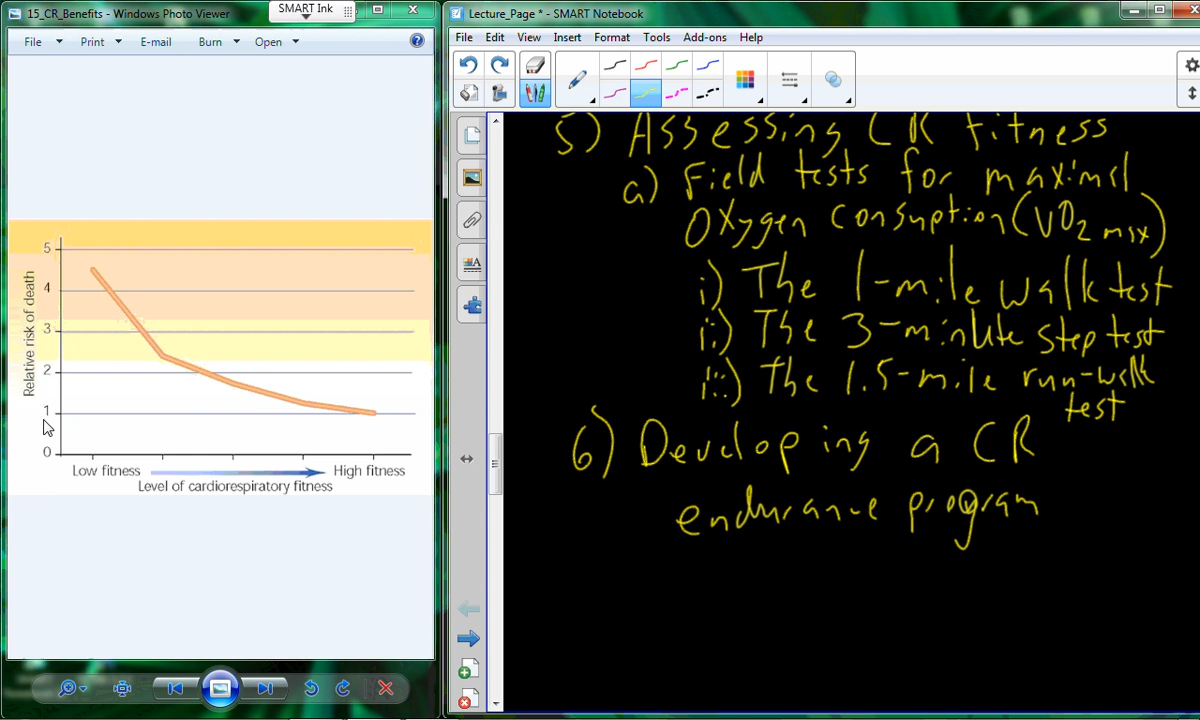 15_CR_Benefits - Windows Photo Viewer
SMART Ink
File Print E-mail Burn Open
5
4
3
2
1
0
Relative risk of death
Low fitness High fitness
Level of cardiorespiratory fitness
Lecture_Page * - SMART Notebook
File Edit View Insert Format Tools Add-ons Help
5) Assessing CR fitness
a) Field tests for maximal
Oxygen Consuption (VO2 max)
i) The 1-mile walk test
ii) The 3-minute step test
iii) The 1.5-mile run-walk
test
6) Developing a CR
endurance program